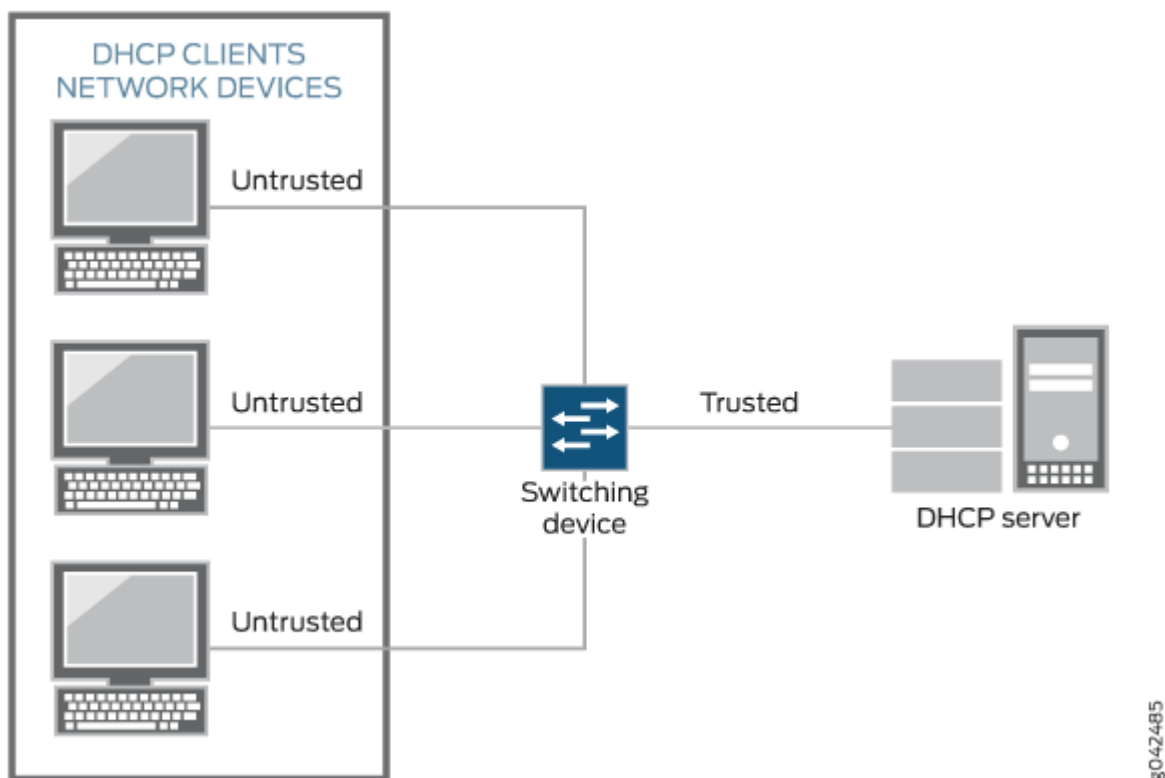 DHCP CLIENTS
NETWORK DEVICES
Untrusted
Untrusted
Trusted
Switching
device
DHCP server
Untrusted
g042485